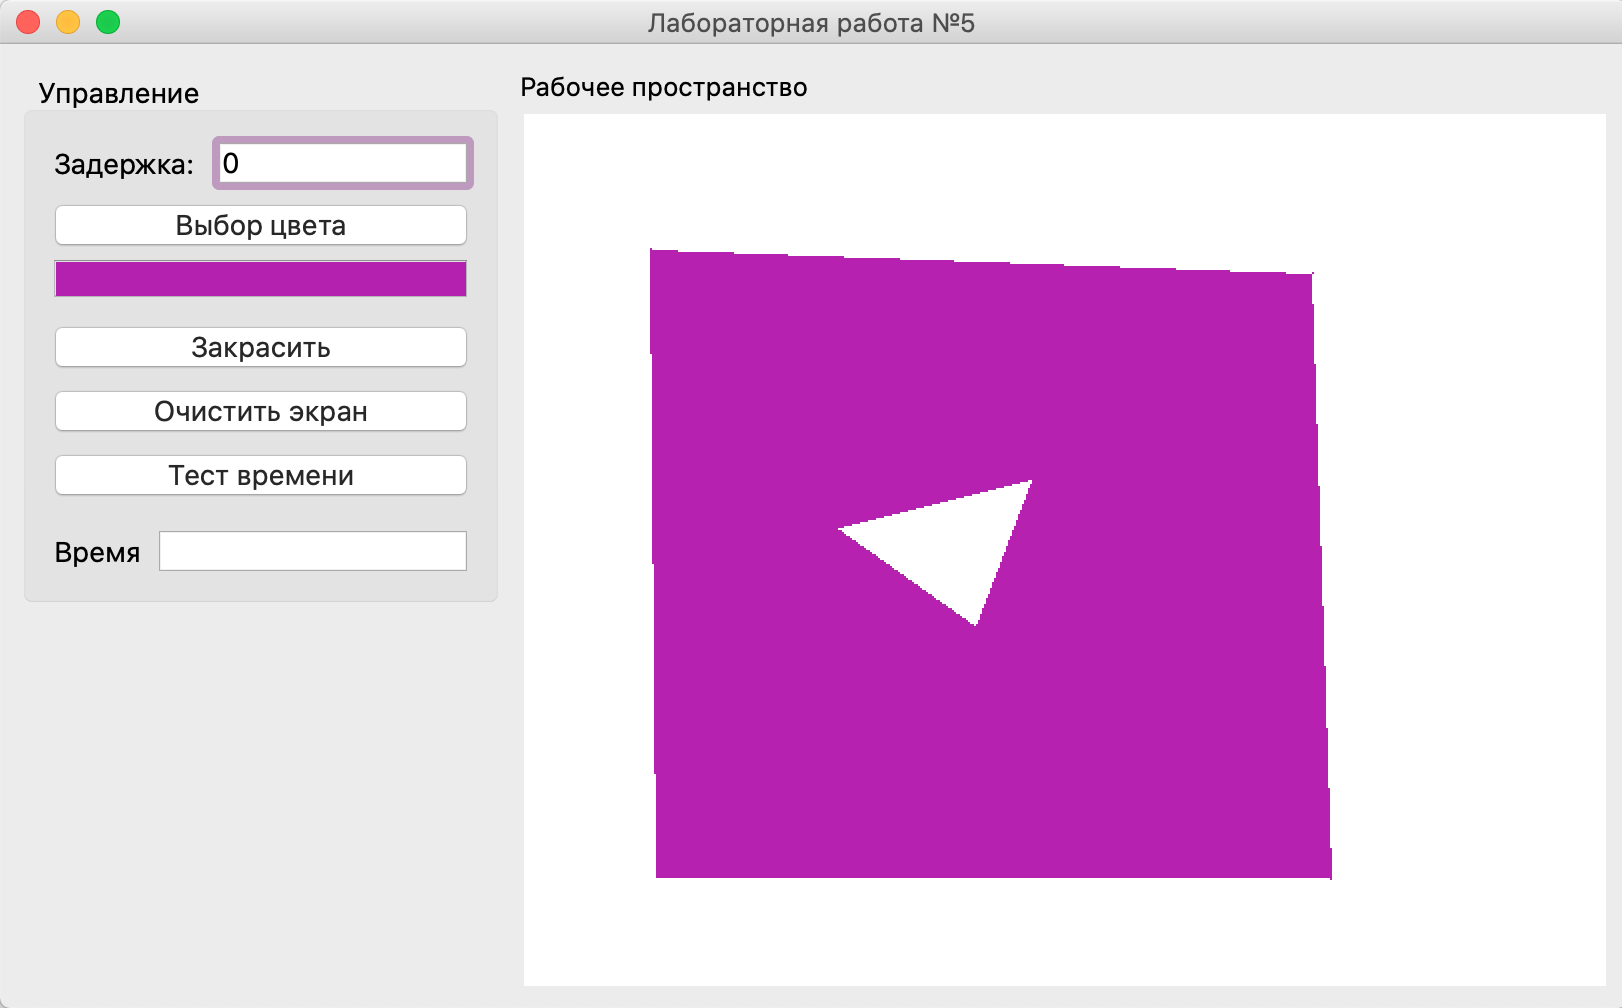 Лабораторная работа №5
Управление
Рабочее пространство
Задержка: 0
Выбор цвета
Закрасить
Очистить экран
Тест времени
Время